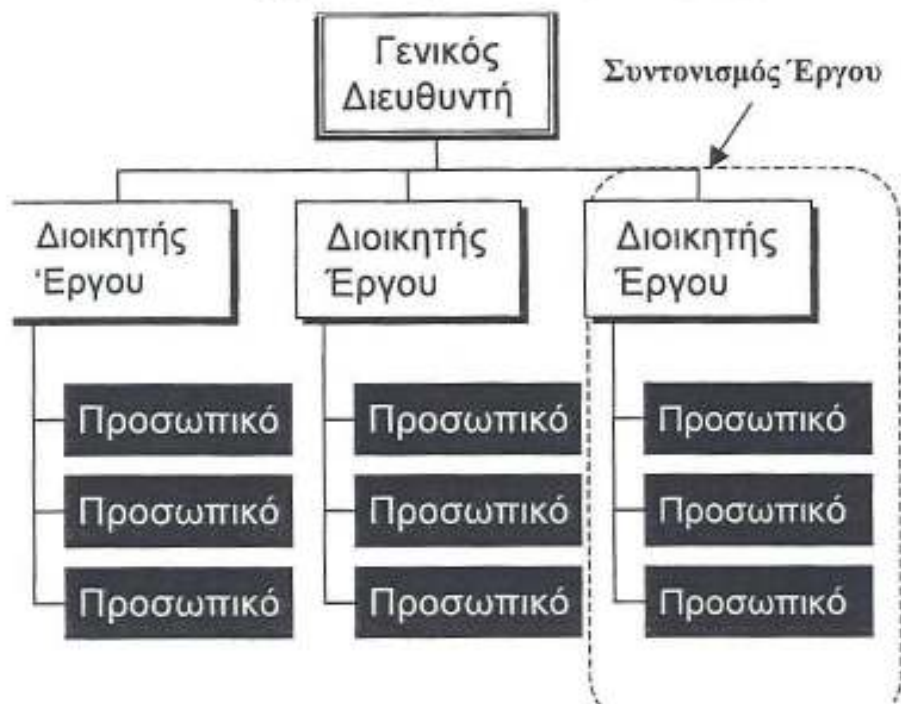 Γενικός
Διευθυντή
Συντονισμός Έργου
Διοικητής
Έργου
Διοικητής
Έργου
Διοικητής
Έργου
Προσωπικό
Προσωπικό
Προσωπικό
Προσωπικό
Προσωπικό
Προσωπικό
Προσωπικό
Προσωπικό
Προσωπικό